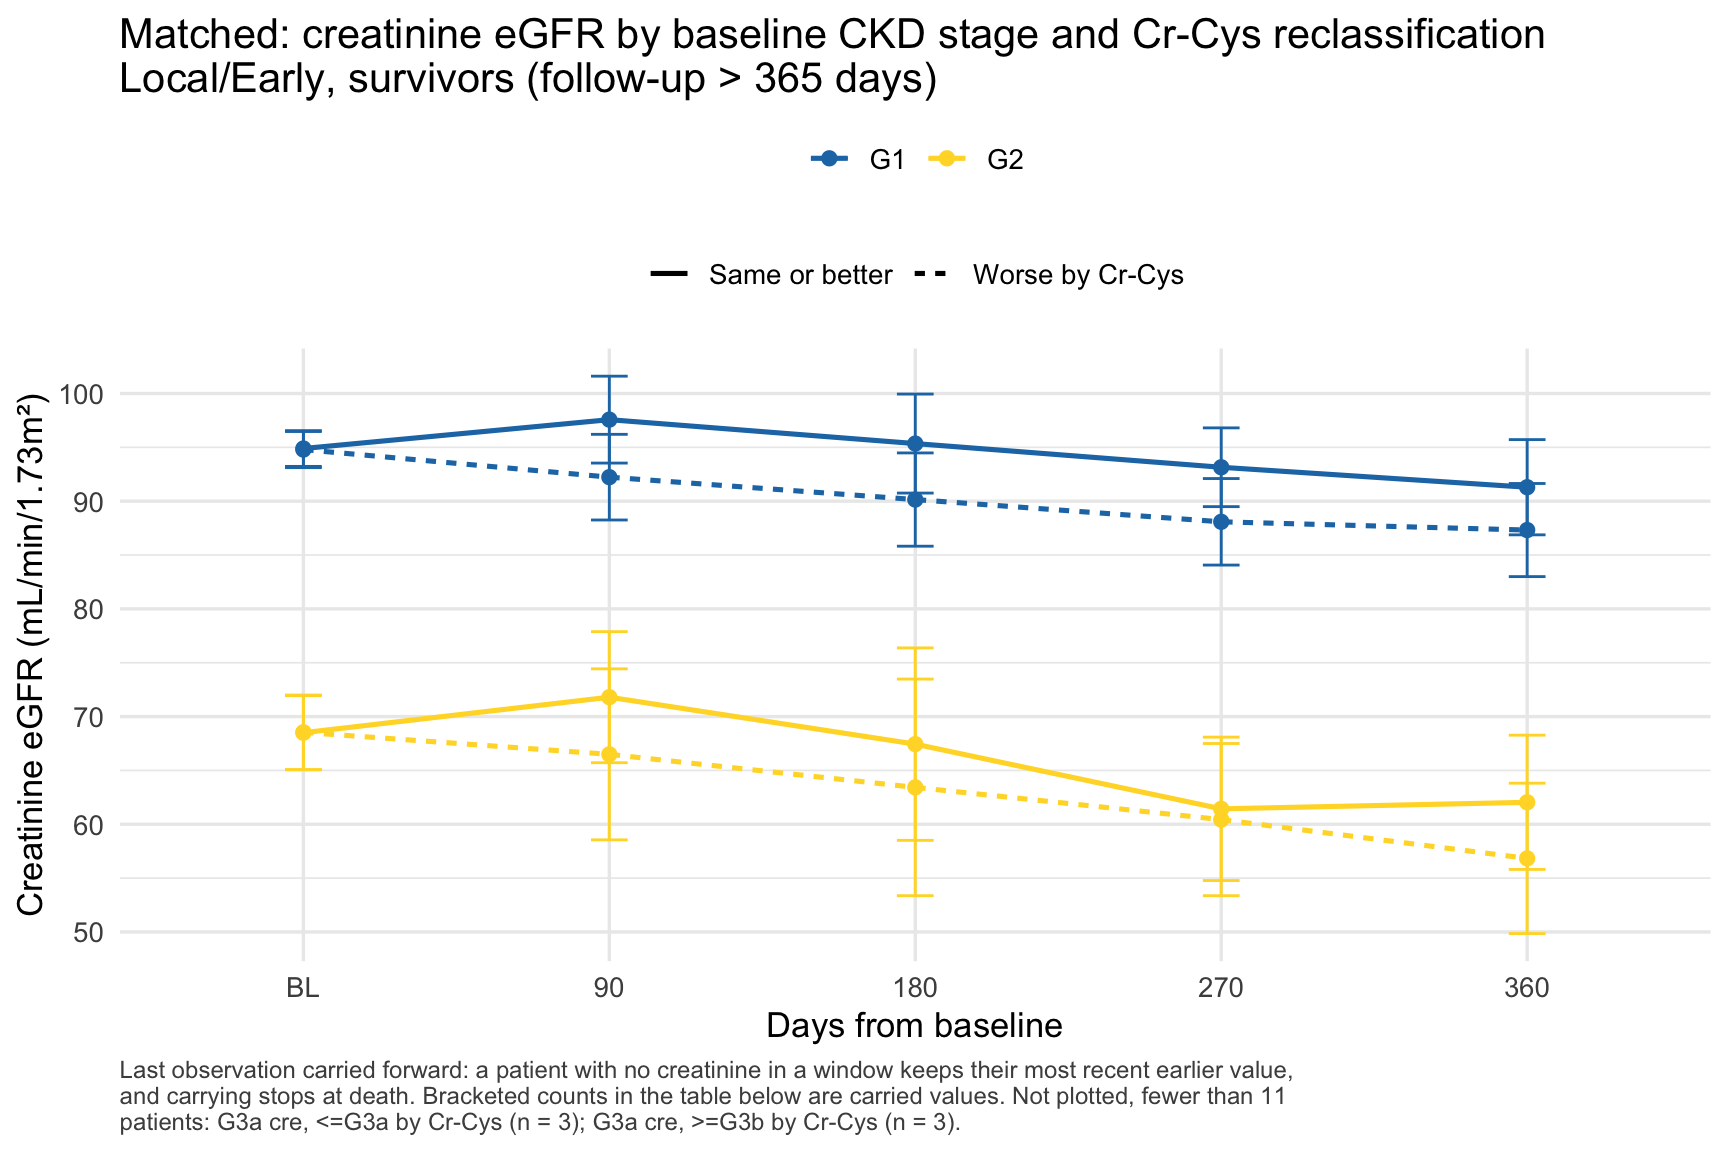 Matched: creatinine eGFR by baseline CKD stage and Cr-Cys reclassification
Local/Early, survivors (follow-up > 365 days)
G1 G2
Same or better Worse by Cr-Cys
Creatinine eGFR (mL/min/1.73m²)
100
90
80
70
60
50
BL 90 180 270 360
Days from baseline
Last observation carried forward: a patient with no creatinine in a window keeps their most recent earlier value,
and carrying stops at death. Bracketed counts in the table below are carried values. Not plotted, fewer than 11
patients: G3a cre, <=G3a by Cr-Cys (n = 3); G3a cre, >=G3b by Cr-Cys (n = 3).